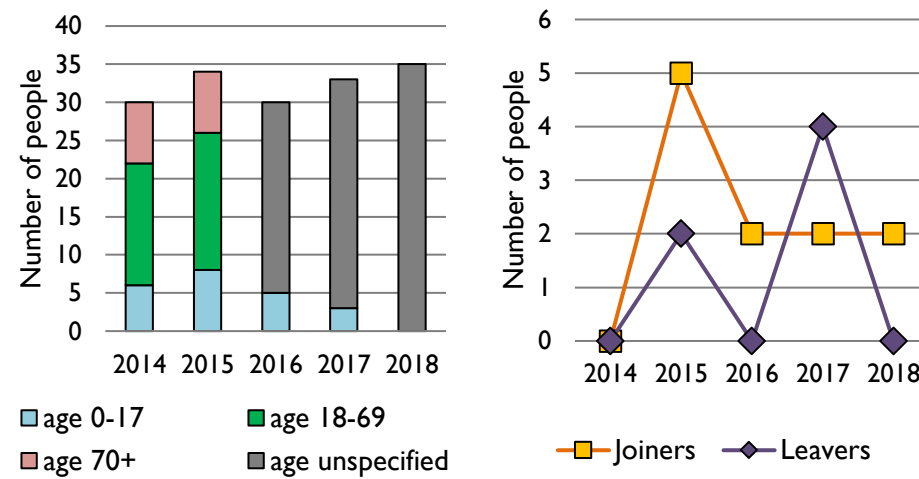 Number of people
40
35
30
25
20
15
10
5
0
2014 2015 2016 2017 2018
age 0-17 age 18-69
age 70+ age unspecified
Number of people
6
5
4
3
2
1
0
2014 2015 2016 2017 2018
Joiners Leavers